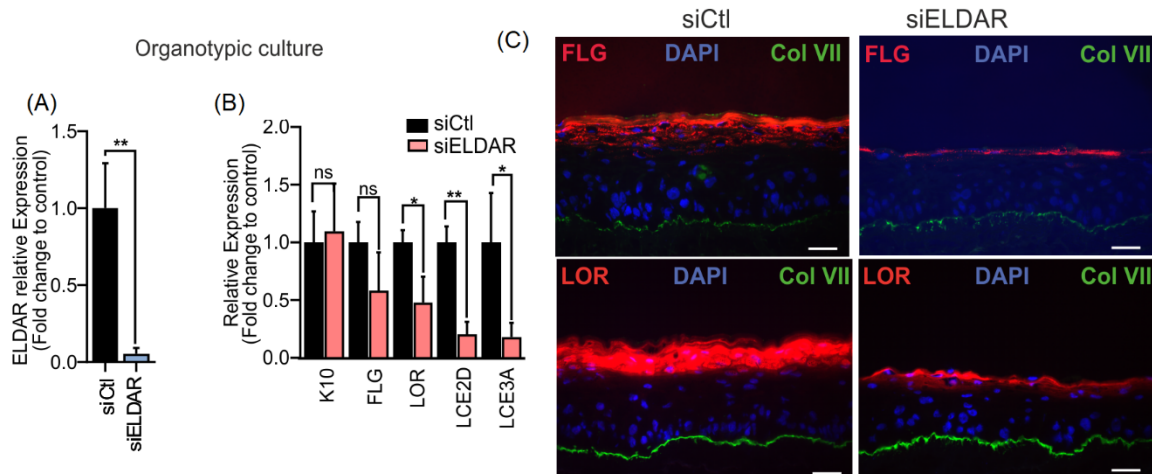 Organotypic culture
(A)
ELDAR relative Expression
(Fold change to control)
1.5
1.0
0.5
0.0
**
siCtl
siELDAR
(B)
Relative Expression
(Fold change to control)
2.0
1.5
1.0
0.5
0.0
siCtl
siELDAR
ns
ns
*
**
*
K10
FLG
LOR
LCE2D
LCE3A
(C)
siCtl
siELDAR
FLG DAPI Col VII
FLG DAPI Col VII
LOR DAPI Col VII
LOR DAPI Col VII